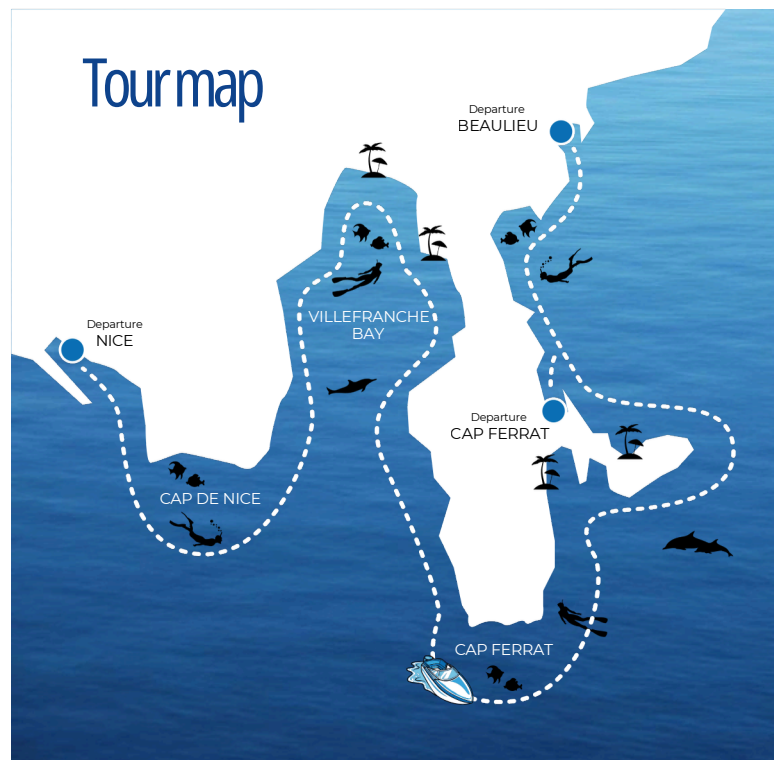 Tour map
Departure
BEAULIEU
VILLEFRANCHE
BAY
Departure
NICE
Departure
CAP FERRAT
CAP DE NICE
CAP FERRAT